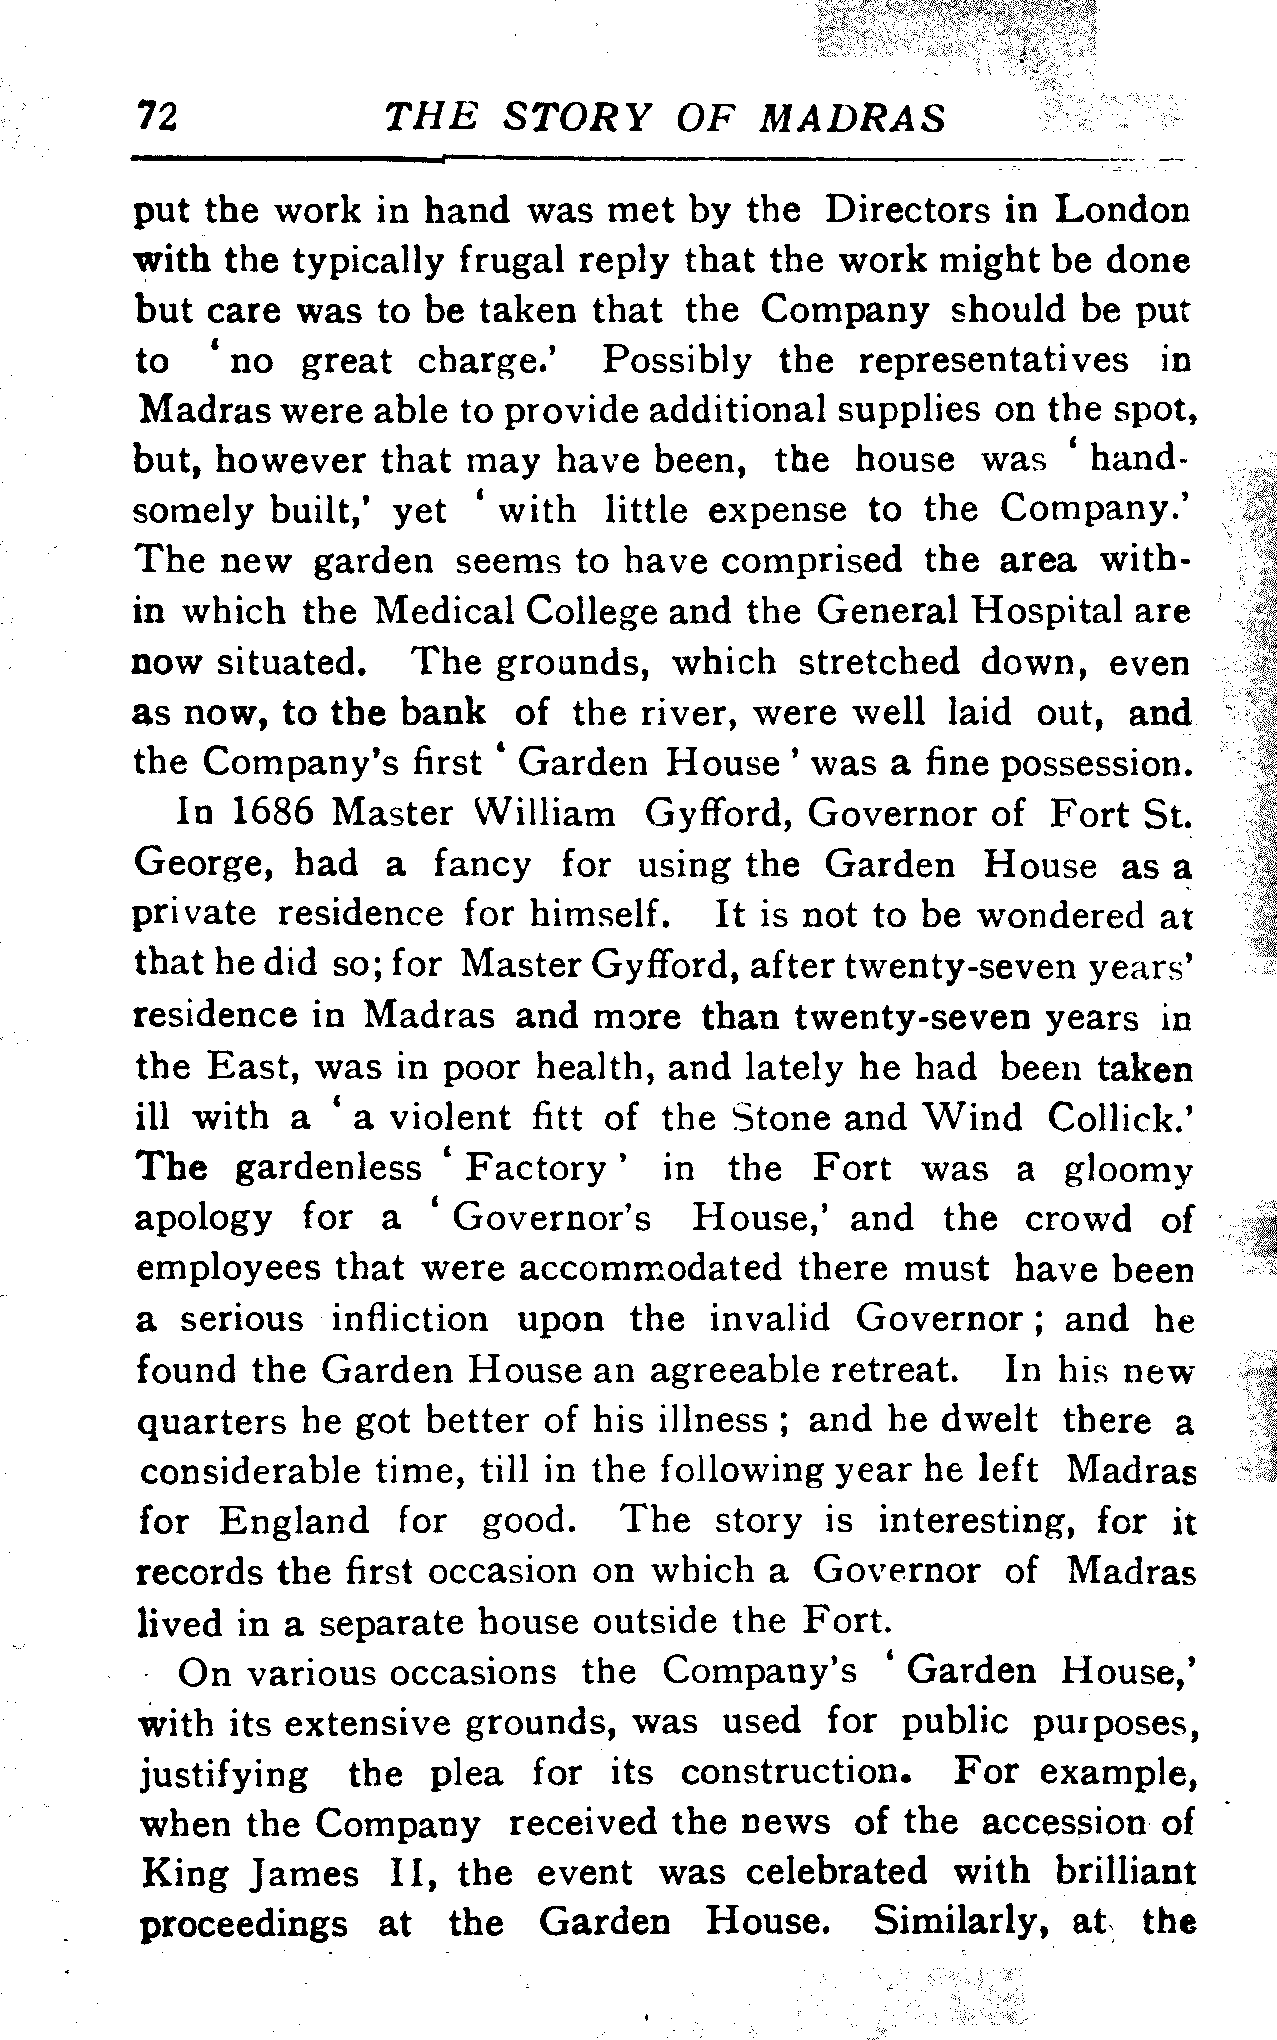 72 THE STORY OF MADRAS
put the work in hand was met by the Directors in London
with the typically frugal reply that the work might be done
but care was to be taken that the Company should be put
to ‘ no great charge.’ Possibly the representatives in
Madras were able to provide additional supplies on the spot,
but, however that may have been, the house was ‘ hand-
somely built,’ yet ‘ with little expense to the Company.’
The new garden seems to have comprised the area with-
in which the Medical College and the General Hospital are
now situated. The grounds, which stretched down, even
as now, to the bank of the river, were well laid out, and
the Company's first ‘ Garden House ’ was a fine possession.
In 1686 Master William Gyfford, Governor of Fort St.
George, had a fancy for using the Garden House as a
private residence for himself. It is not to be wondered at
that he did so; for Master Gyfford, after twenty-seven years'
residence in Madras and more than twenty-seven years in
the East, was in poor health, and lately he had been taken
ill with a ‘ a violent fitt of the Stone and Wind Collick.’
The gardenless ‘ Factory ’ in the Fort was a gloomy
apology for a ‘ Governor's House,’ and the crowd of
employees that were accommodated there must have been
a serious infliction upon the invalid Governor ; and he
found the Garden House an agreeable retreat. In his new
quarters he got better of his illness ; and he dwelt there a
considerable time, till in the following year he left Madras
for England for good. The story is interesting, for it
records the first occasion on which a Governor of Madras
lived in a separate house outside the Fort.
On various occasions the Company's ‘ Garden House,’
with its extensive grounds, was used for public purposes,
justifying the plea for its construction. For example,
when the Company received the news of the accession of
King James II, the event was celebrated with brilliant
proceedings at the Garden House. Similarly, at the